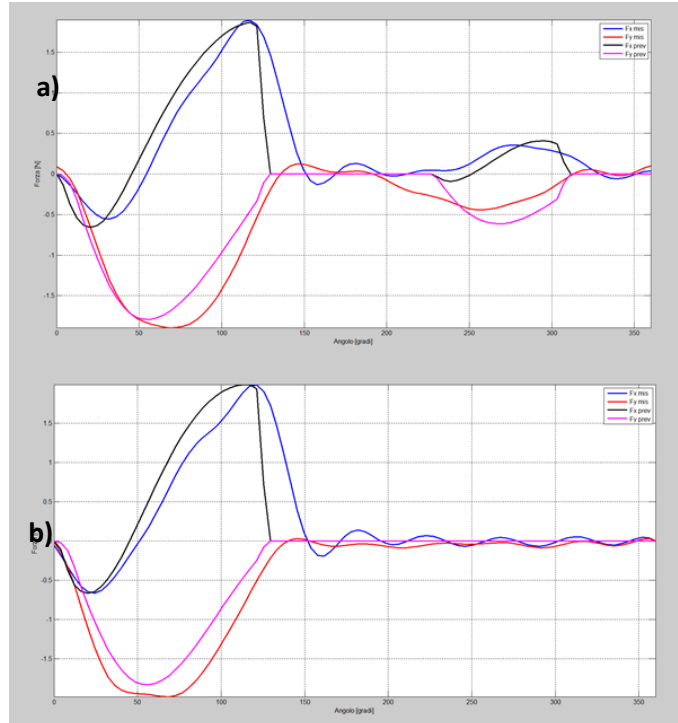 a)
Fx mis
Fy mis
Fx prev
Fy prev
1.5
1
0.5
0
-0.5
-1
-1.5
Forza [N]
0 50 100 150 200 250 300 350
Angolo [gradi]
b)
Fx mis
Fy mis
Fx prev
Fy prev
1.5
1
0.5
0
-0.5
-1
-1.5
0 50 100 150 200 250 300 350
Angolo [gradi]